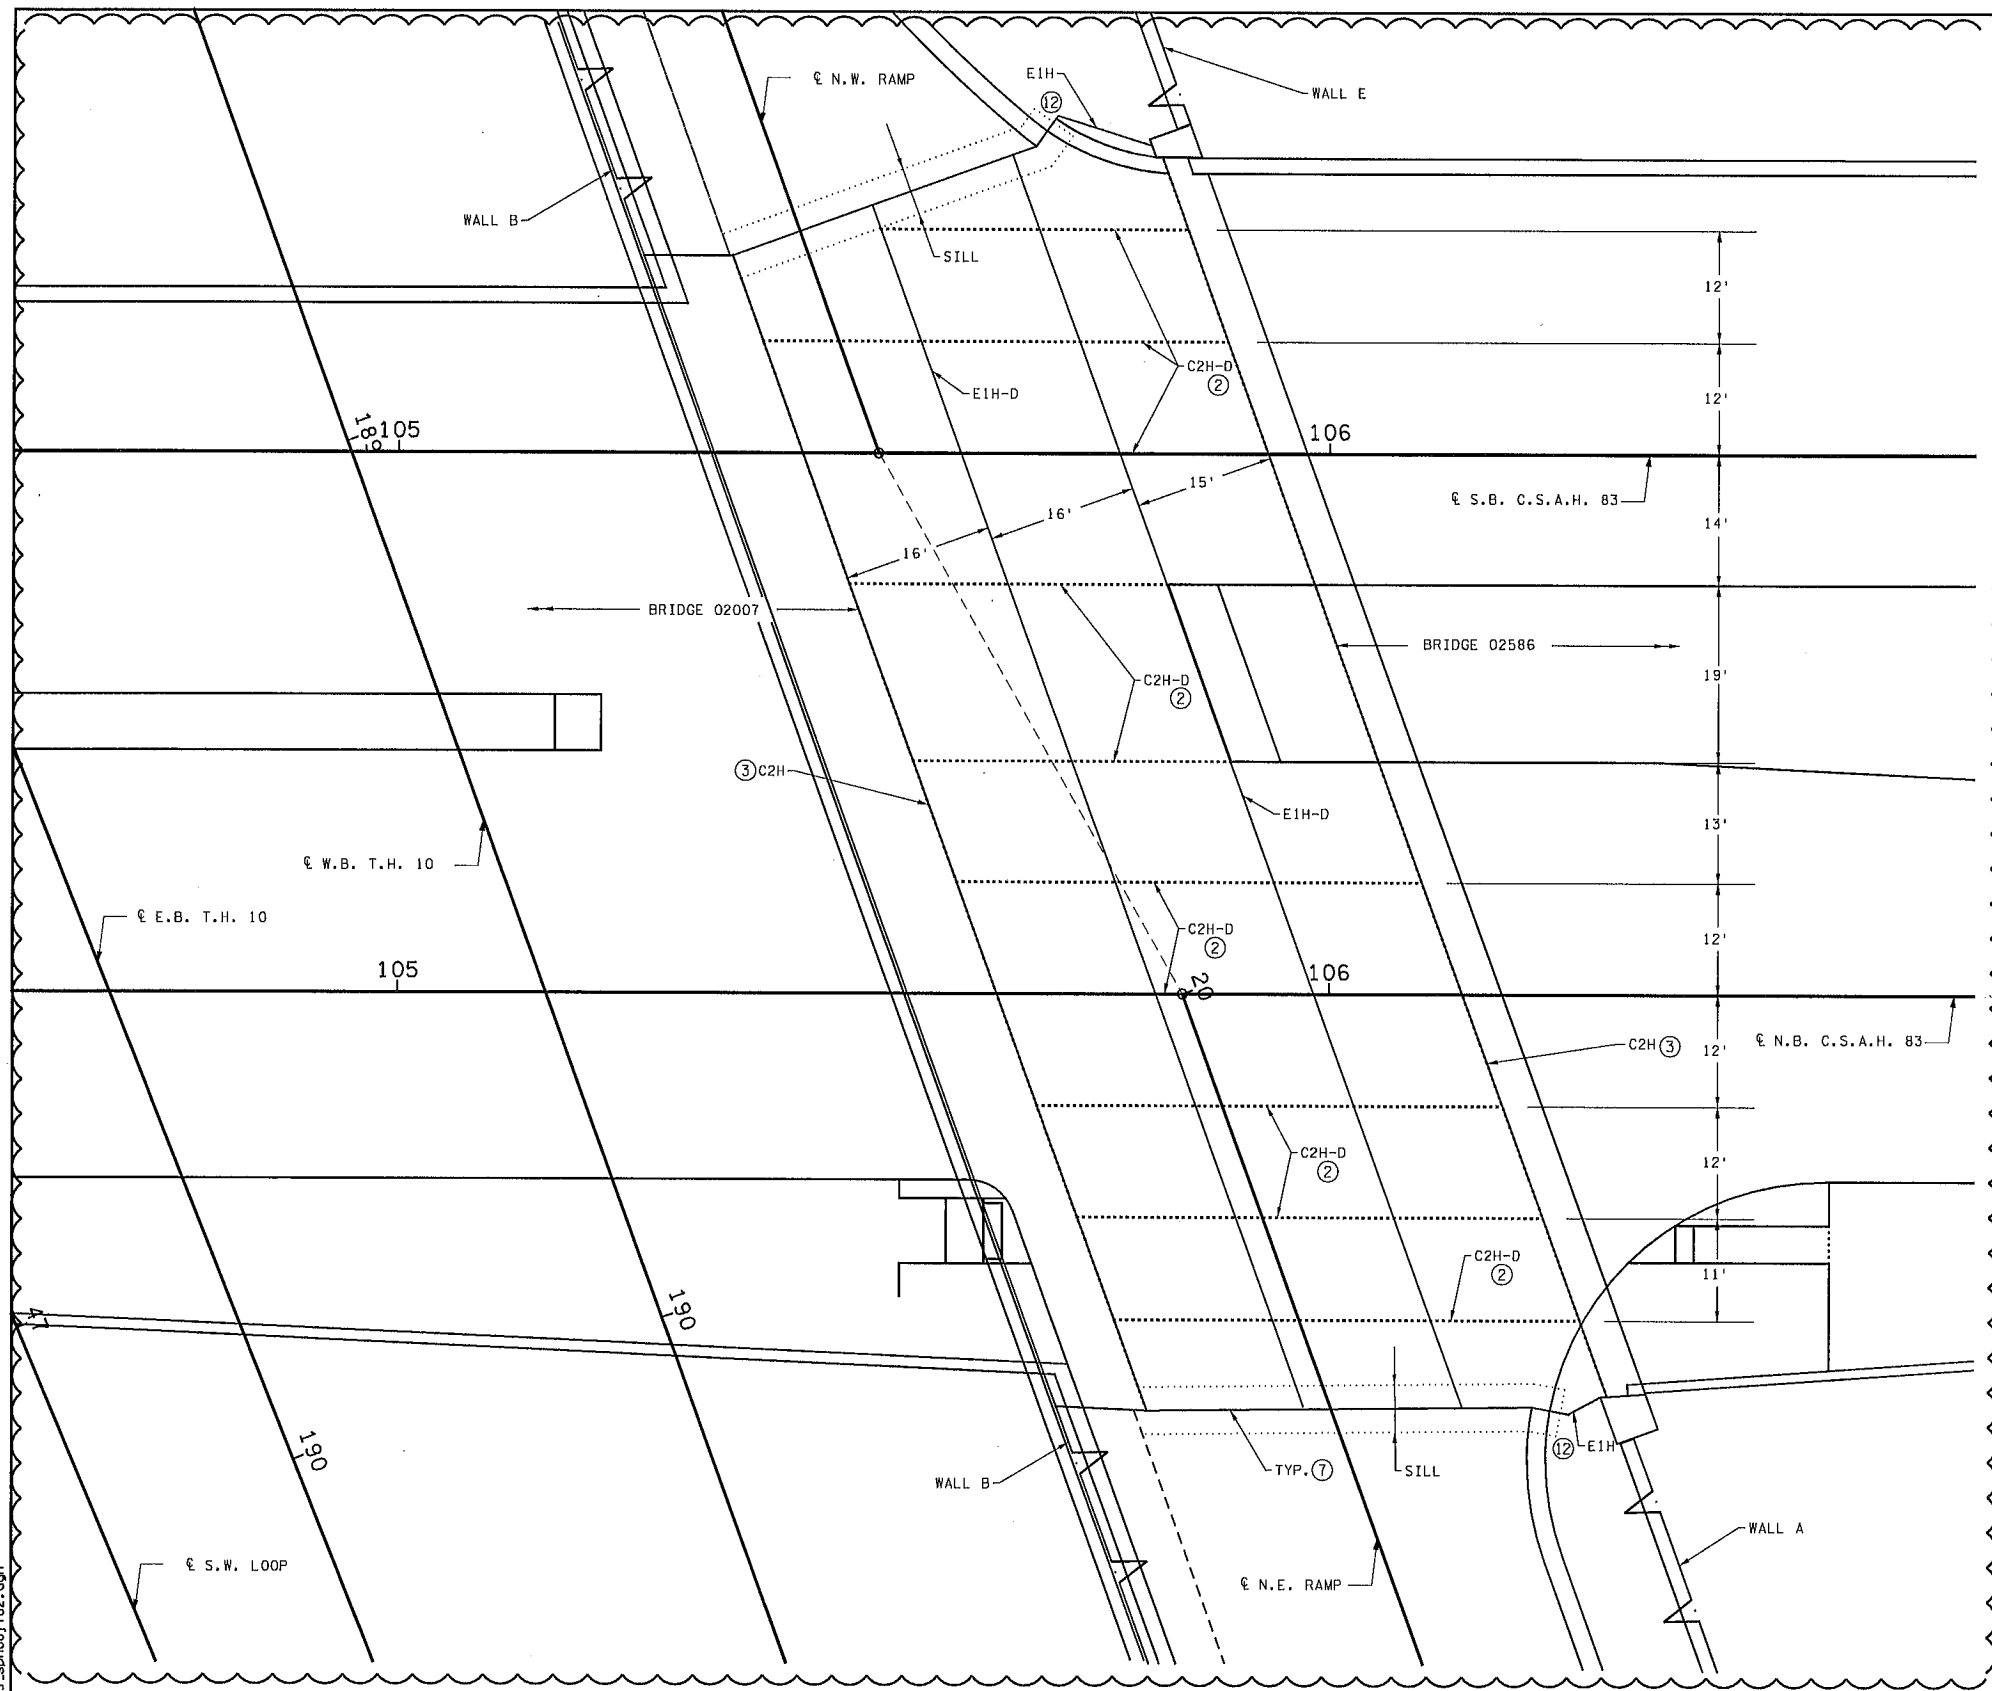 ℄ N.W. RAMP
E1H
⑫
WALL E
WALL B
SILL
12'
C2H-D
②
E1H-D
12'
189
105
106
15'
℄ S.B. C.S.A.H. 83
16'
14'
16'
BRIDGE 02007
BRIDGE 02586
19'
C2H-D
②
③C2H
E1H-D
13'
℄ W.B. T.H. 10
℄ E.B. T.H. 10
C2H-D
②
12'
105
20
106
C2H③
12'
℄ N.B. C.S.A.H. 83
C2H-D
②
12'
C2H-D
②
11'
47
190
190
WALL B
TYP.⑦
SILL
⑫
E1H
WALL A
℄ S.W. LOOP
℄ N.E. RAMP